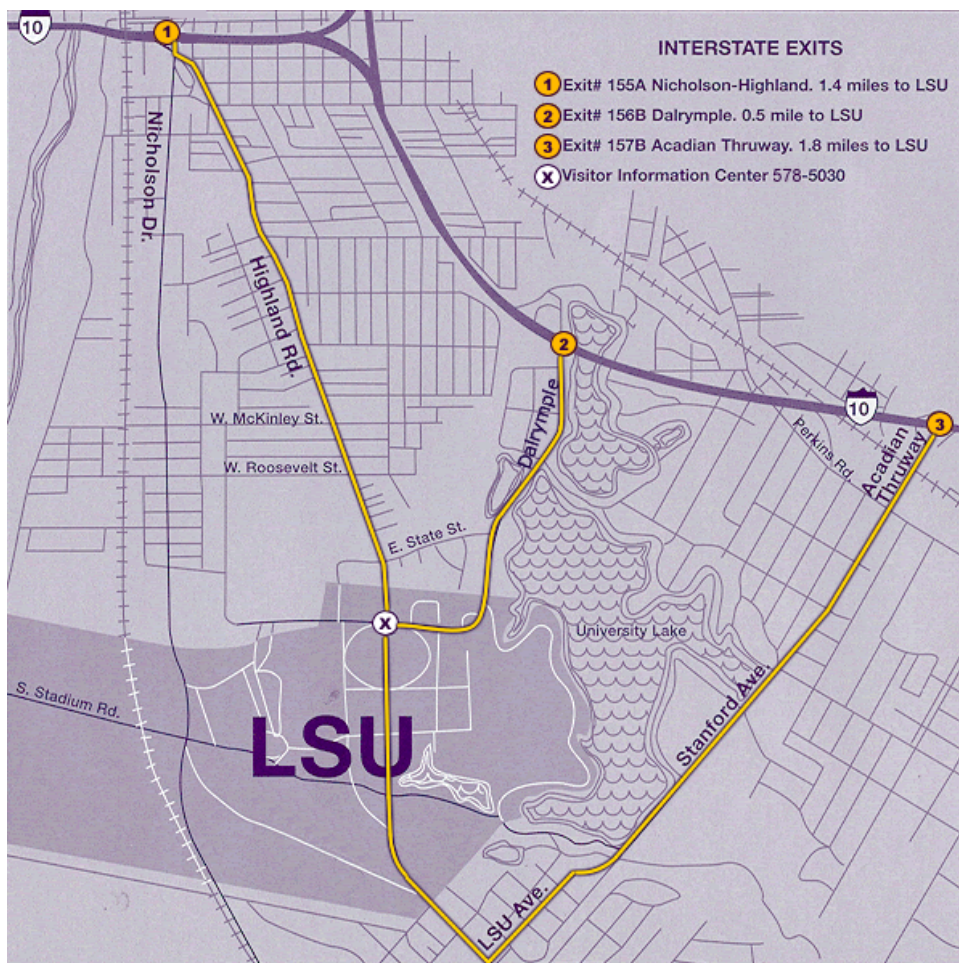 10
INTERSTATE EXITS
1 Exit# 155A Nicholson-Highland. 1.4 miles to LSU
2 Exit# 156B Dalrymple. 0.5 mile to LSU
3 Exit# 157B Acadian Thruway. 1.8 miles to LSU
X Visitor Information Center 578-5030
1
Nicholson Dr.
Highland Rd.
2
Dalrymple
10
3
Acadian
Thruway
Perkins Rd.
W. McKinley St.
W. Roosevelt St.
E. State St.
X
University Lake
S. Stadium Rd.
LSU
Stanford Ave.
LSU Ave.